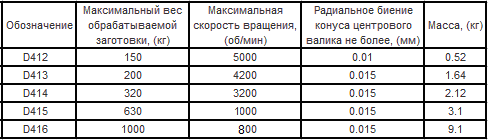 Обозначение Максимальный вес обрабатываемой заготовки, (кг) Максимальная скорость вращения, (об/мин) Радиальное биение конуса центрового валика не более, (мм) Масса, (кг)
D412 150 5000 0.01 0.52
D413 200 4200 0.015 1.64
D414 320 3200 0.015 2.12
D415 630 1000 0.015 3.1
D416 1000 800 0.015 9.1